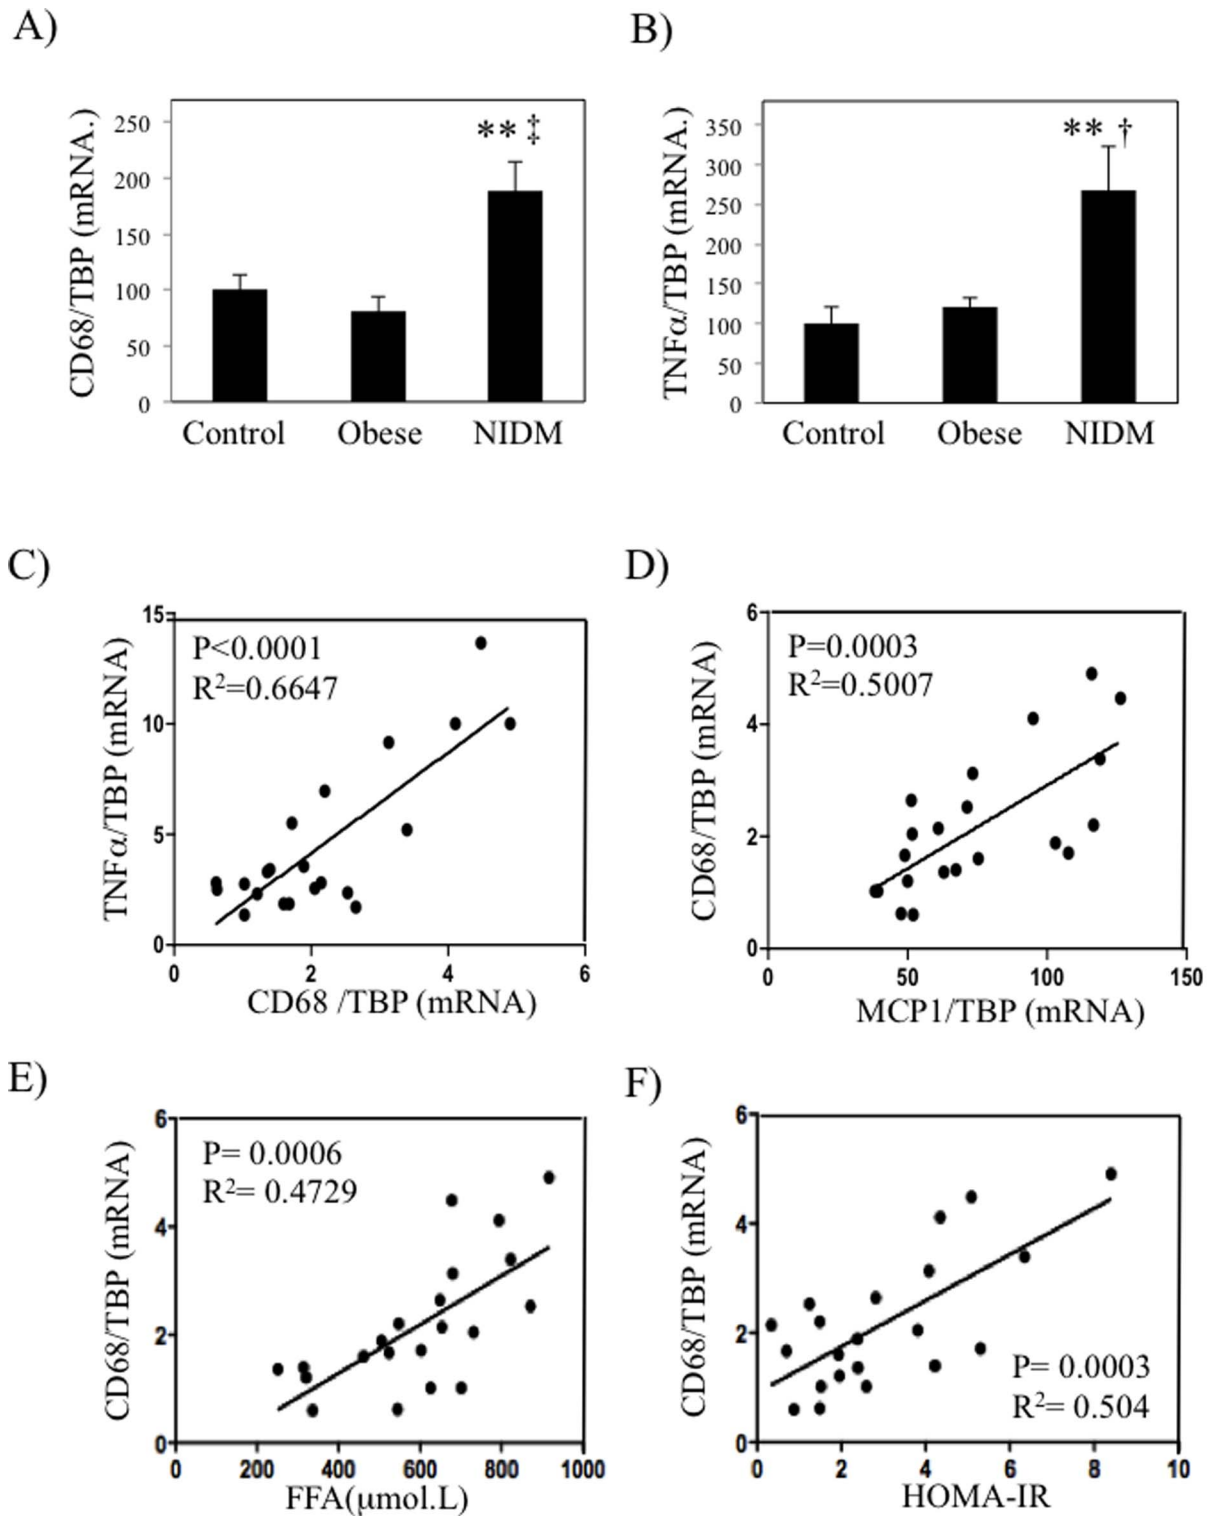 A)
B)
CD68/TBP (mRNA.)
250
200
150
100
50
0
** ‡
Control Obese NIDM
TNFα/TBP (mRNA.)
350
300
250
200
150
100
50
0
** †
Control Obese NIDM
C)
D)
TNFα/TBP (mRNA)
15
10
5
0
P<0.0001
R²=0.6647
0 2 4 6
CD68 /TBP (mRNA)
CD68/TBP (mRNA)
6
4
2
0
P=0.0003
R²=0.5007
0 50 100 150
MCP1/TBP (mRNA)
E)
F)
CD68/TBP (mRNA)
6
4
2
0
P= 0.0006
R²= 0.4729
0 200 400 600 800 1000
FFA(μmol.L)
CD68/TBP (mRNA)
6
4
2
0
P= 0.0003
R²= 0.504
0 2 4 6 8 10
HOMA-IR